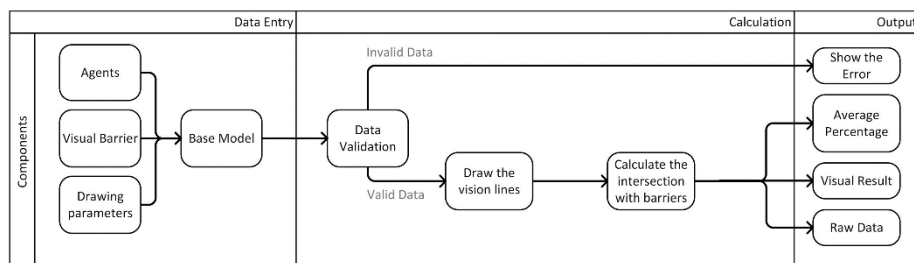 Data Entry
Calculation
Output
Components
Agents
Visual Barrier
Drawing
parameters
Base Model
Data
Validation
Invalid Data
Valid Data
Draw the
vision lines
Calculate the
intersection
with barriers
Show the
Error
Average
Percentage
Visual Result
Raw Data